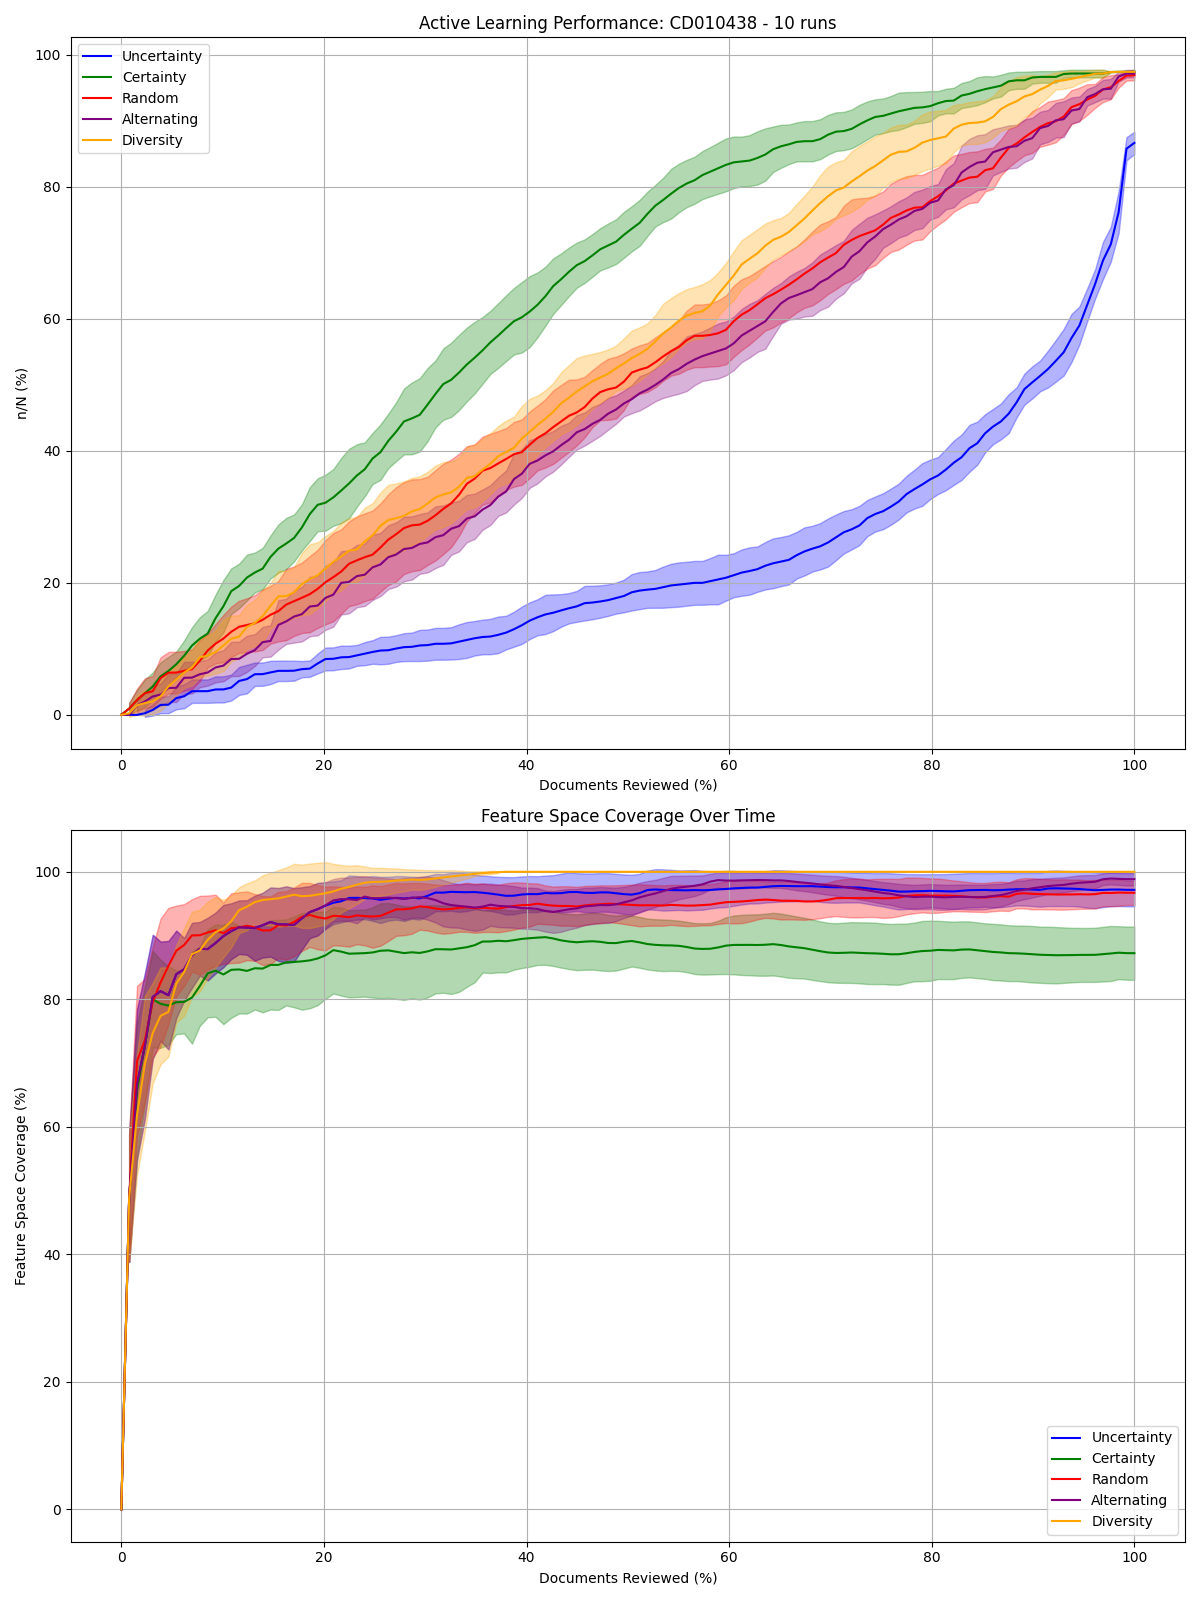 Active Learning Performance: CD010438 - 10 runs
Uncertainty
Certainty
Random
Alternating
Diversity
100
80
60
40
20
0
n/N (%)
0 20 40 60 80 100
Documents Reviewed (%)
Feature Space Coverage Over Time
100
80
60
40
20
0
Feature Space Coverage (%)
Uncertainty
Certainty
Random
Alternating
Diversity
0 20 40 60 80 100
Documents Reviewed (%)